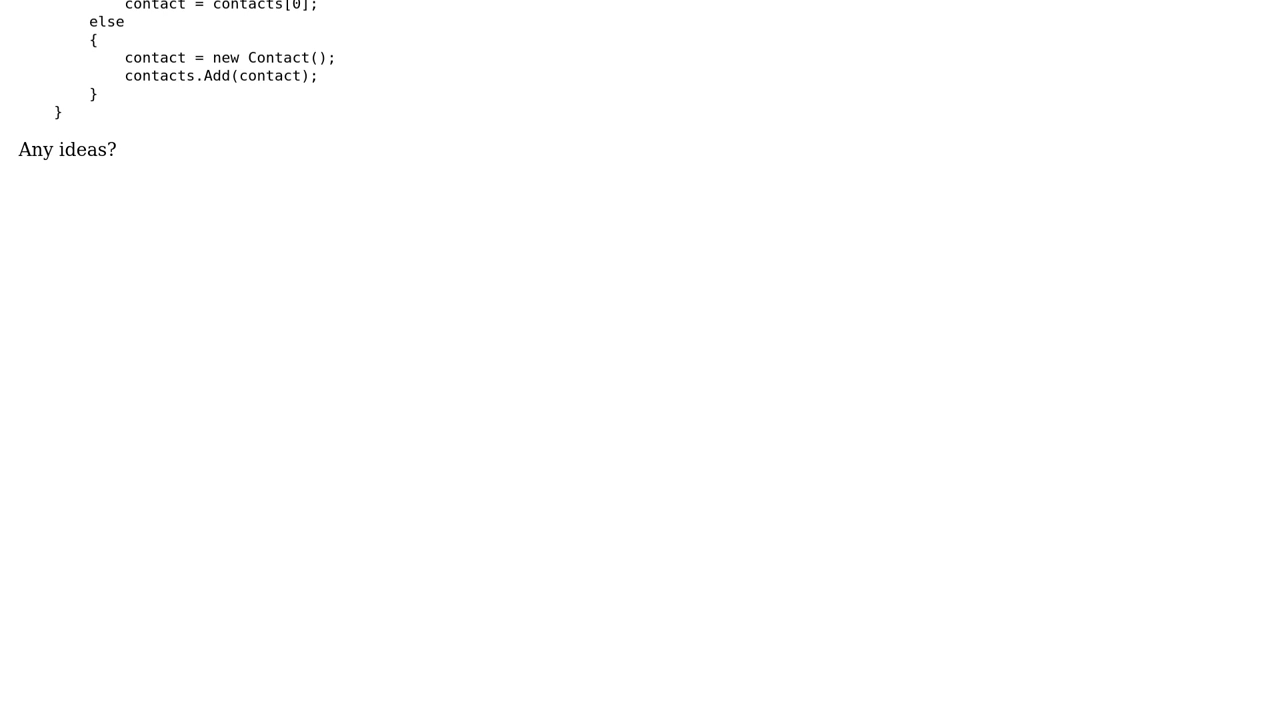 contact = contacts[0];
else
{
contact = new Contact();
contacts.Add(contact);
}
}
Any ideas?